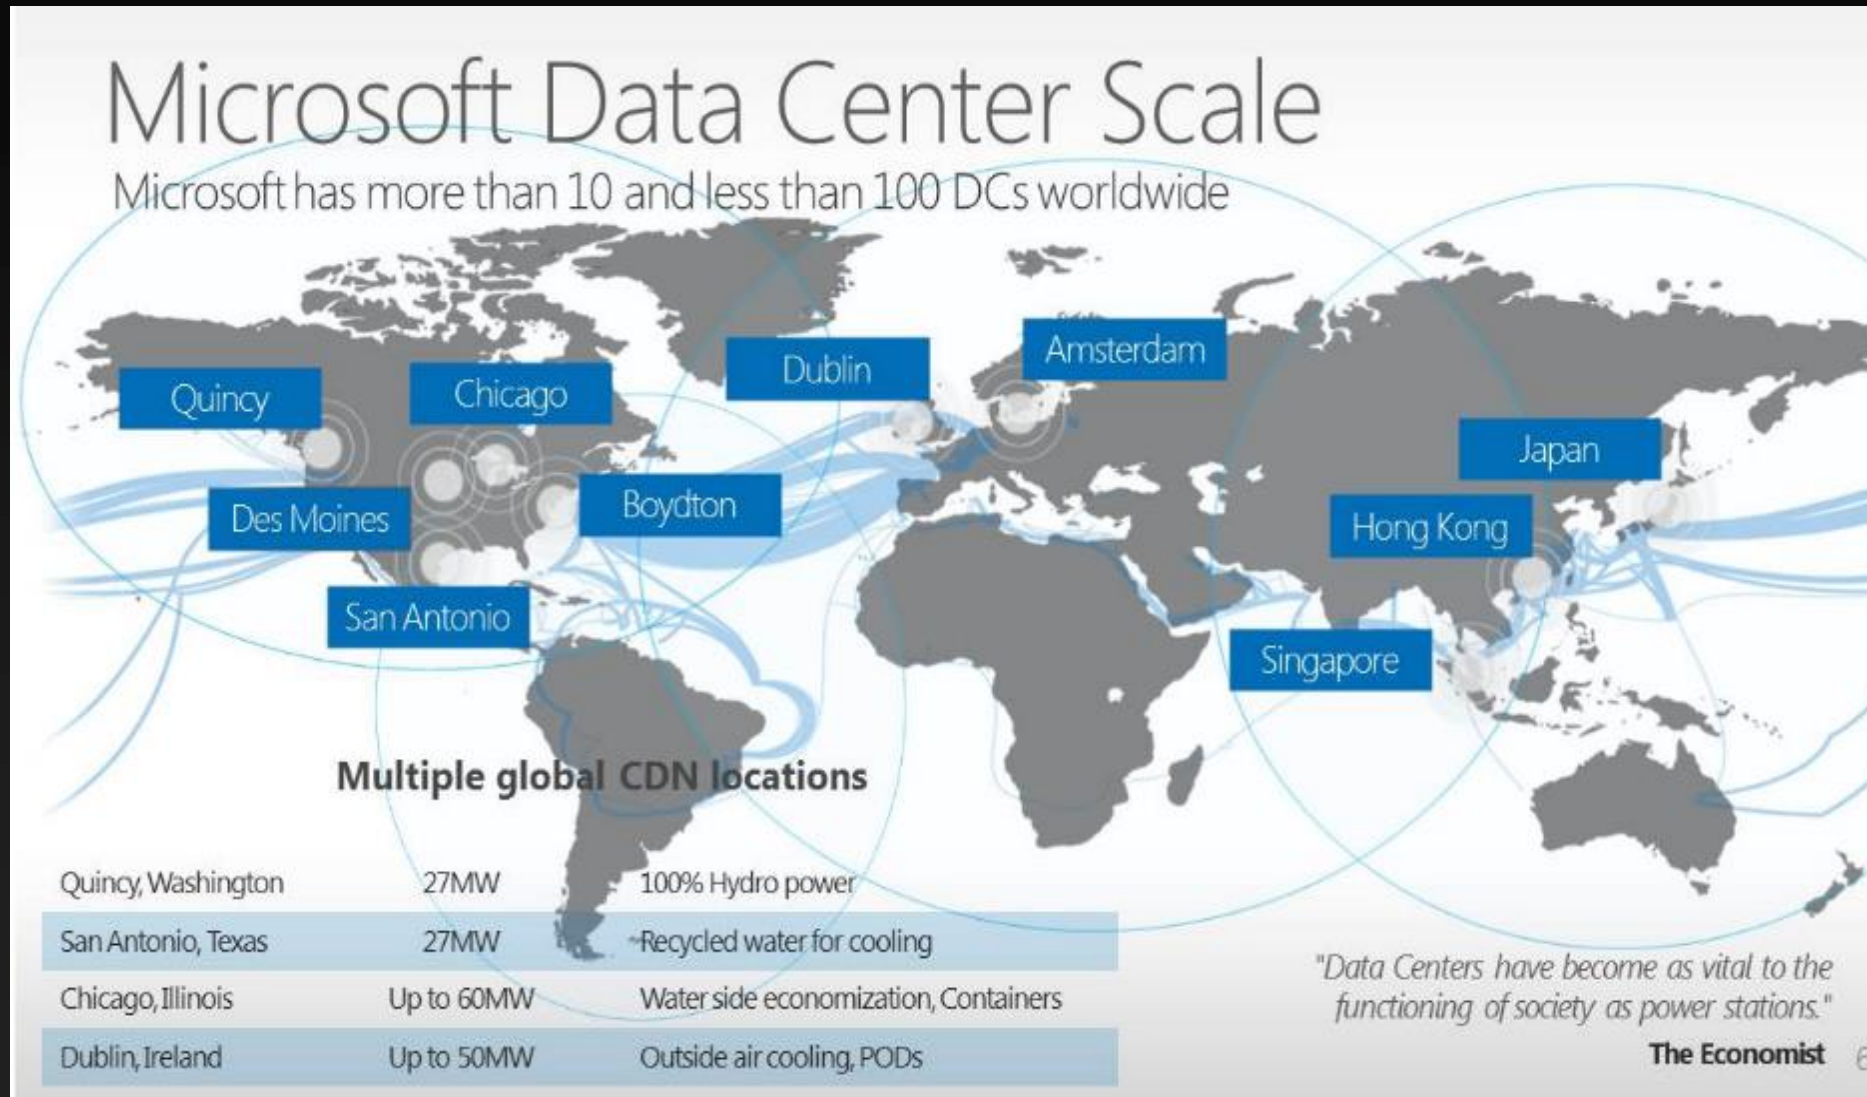 Microsoft Data Center Scale
Microsoft has more than 10 and less than 100 DCs worldwide
Quincy
Chicago
Dublin
Amsterdam
Des Moines
Boydton
Japan
Hong Kong
San Antonio
Singapore
Multiple global CDN locations
Quincy, Washington 27MW 100% Hydro power
San Antonio, Texas 27MW Recycled water for cooling
Chicago, Illinois Up to 60MW Water side economization, Containers
Dublin, Ireland Up to 50MW Outside air cooling, PODs
"Data Centers have become as vital to the
functioning of society as power stations."
The Economist 6